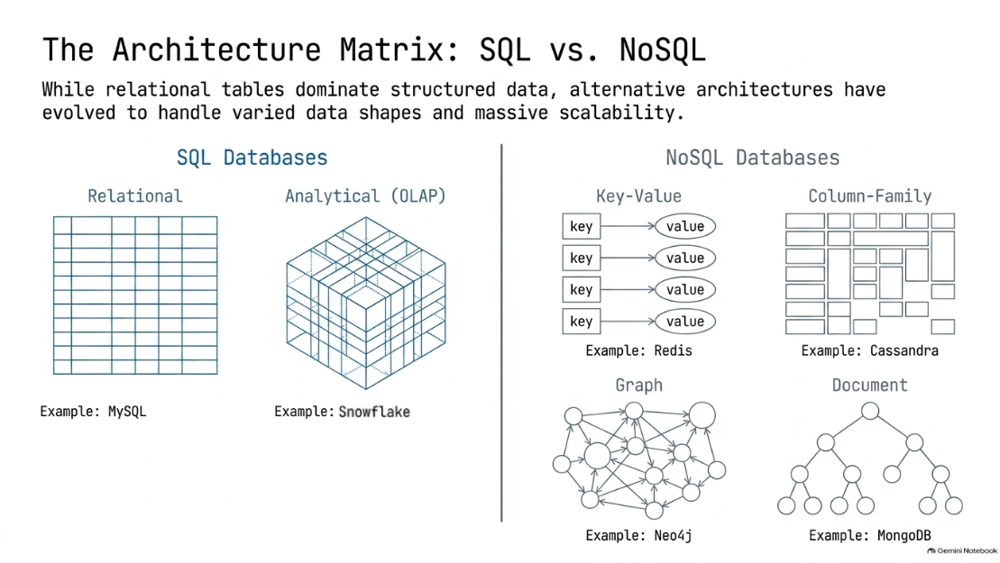 The Architecture Matrix: SQL vs. NoSQL
While relational tables dominate structured data, alternative architectures have
evolved to handle varied data shapes and massive scalability.
SQL Databases
Relational
Example: MySQL
Analytical (OLAP)
Example: Snowflake
NoSQL Databases
Key-Value
key value
key value
key value
key value
Example: Redis
Column-Family
Example: Cassandra
Graph
Example: Neo4j
Document
Example: MongoDB
Gemini Notebook